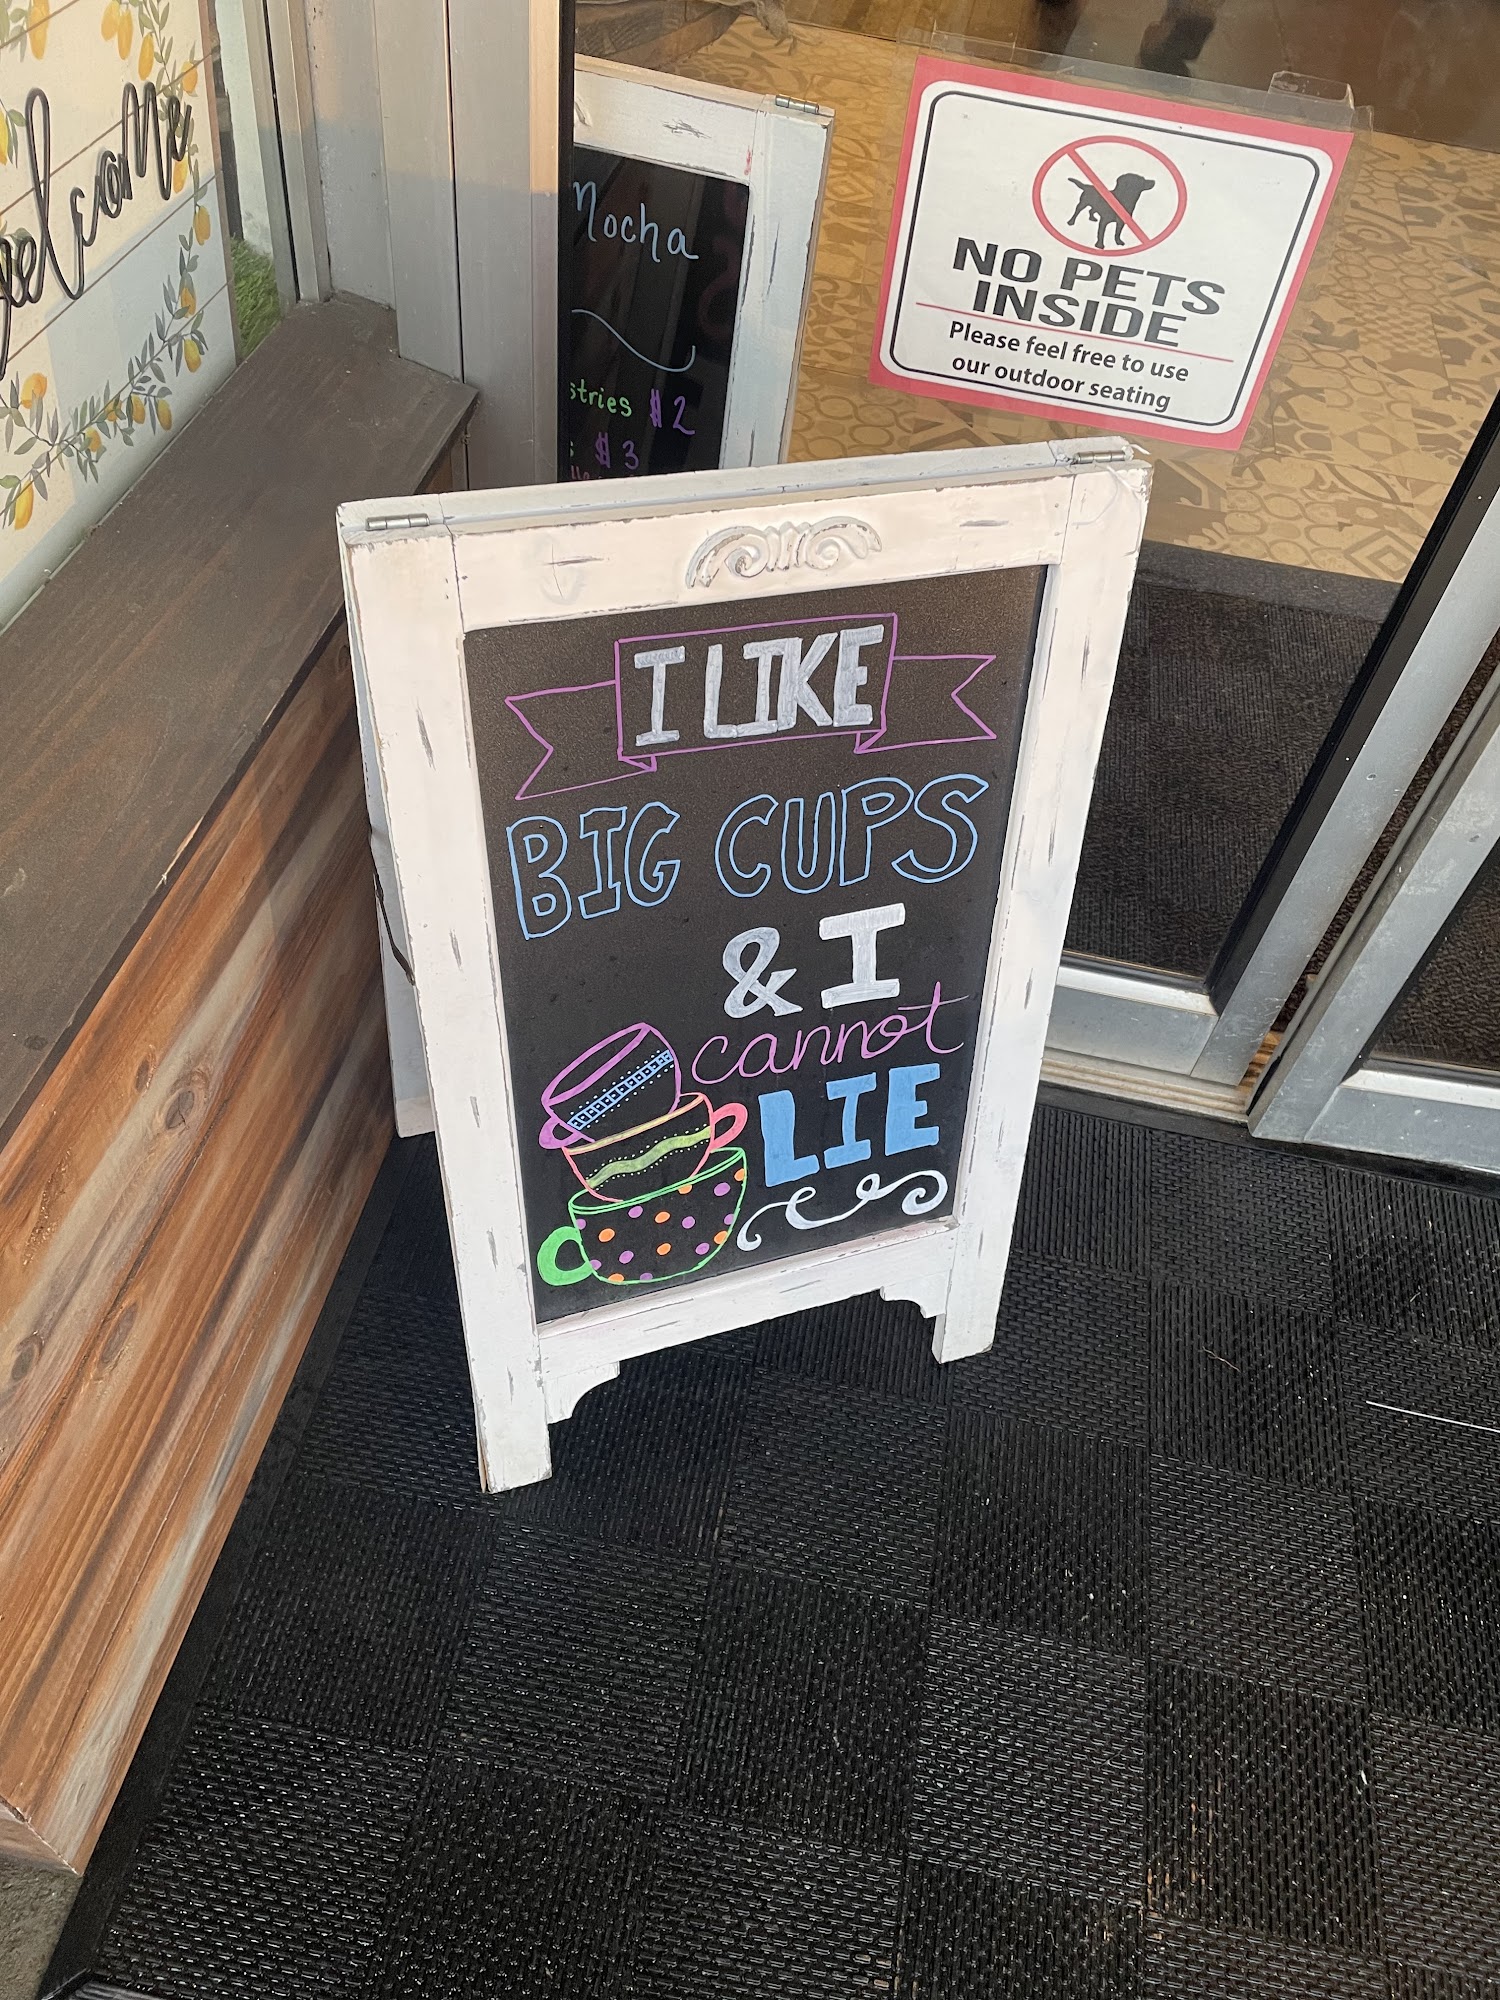 welcome
Mocha
$2
$3
NO PETS
INSIDE
Please feel free to use
our outdoor seating
I LIKE
BIG CUPS
& I
cannot
LIE